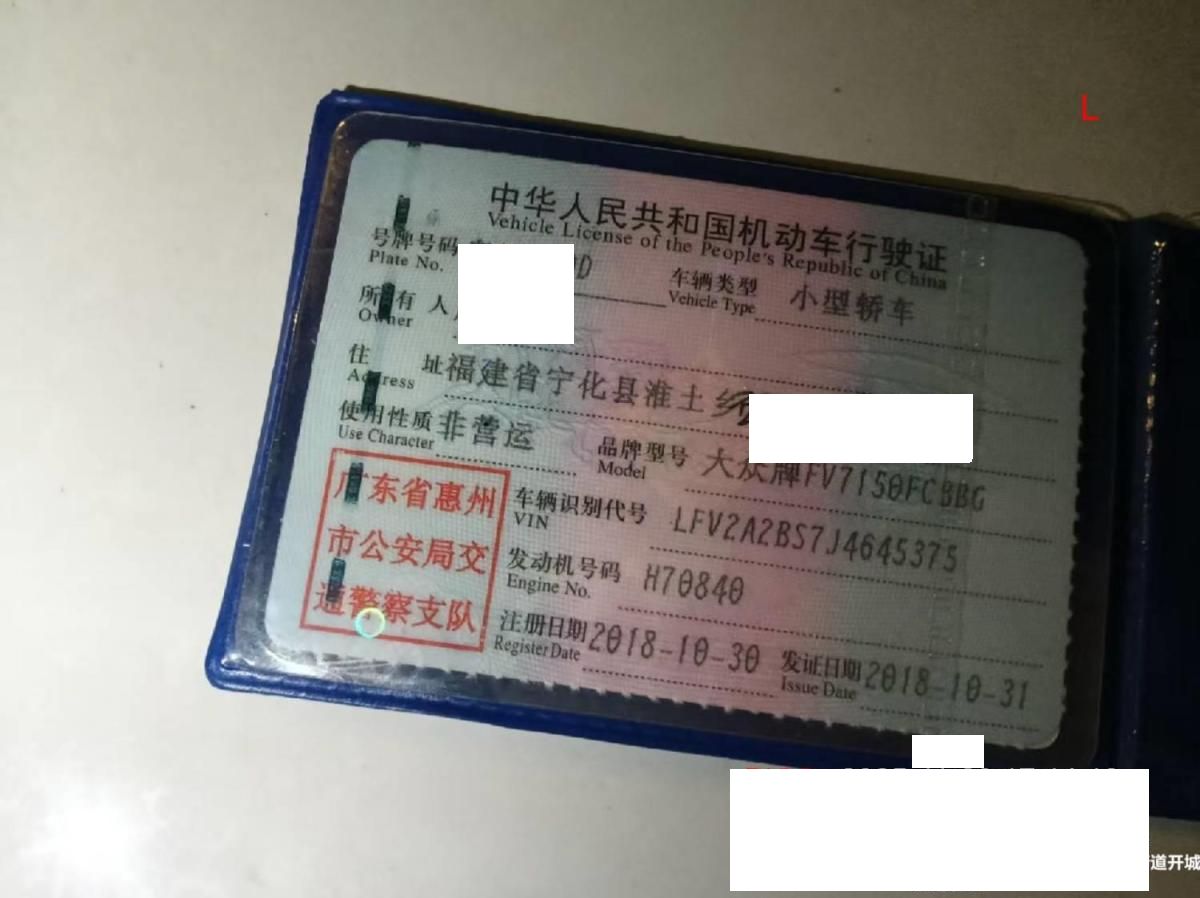 L
中华人民共和国机动车行驶证
Vehicle License of the People's Republic of China
号牌号码 D
Plate No.
车辆类型 小型轿车
Vehicle Type
所有人
Owner
住址 福建省宁化县淮土乡
Address
使用性质 非营运
Use Character
品牌型号 大众牌FV7150FCBBG
Model
广东省惠州
市公安局交
通警察支队
车辆识别代号 LFV2A2BS7J4645375
VIN
发动机号码 H70840
Engine No.
注册日期 2018-10-30
Register Date
发证日期 2018-10-31
Issue Date
道开城